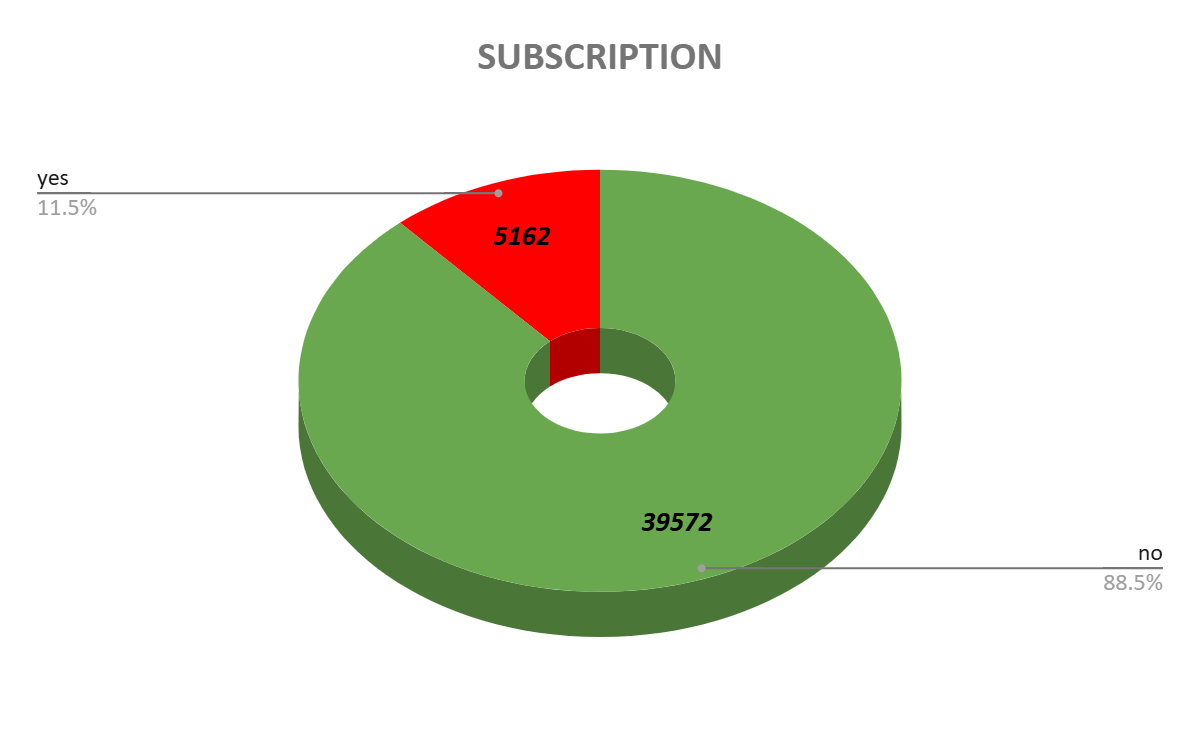 SUBSCRIPTION
yes
11.5%
5162
39572
no
88.5%